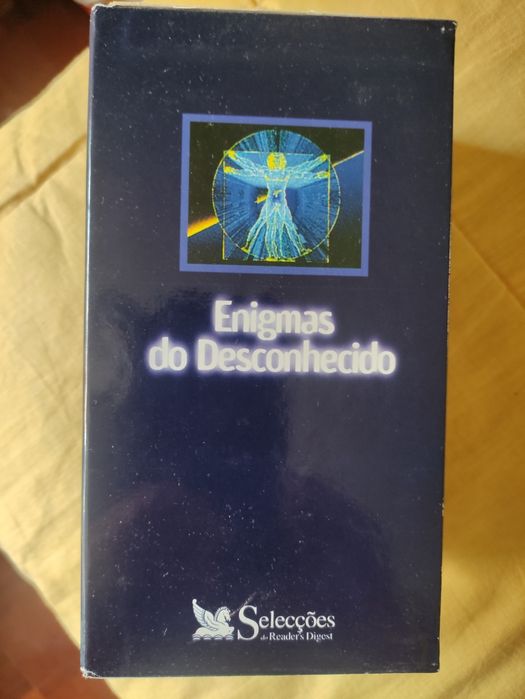 Enigmas
do Desconhecido
Selecções
do Reader's Digest